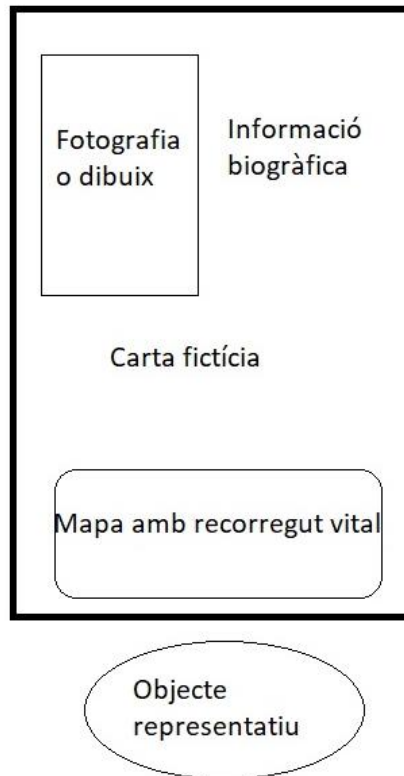 Fotografia
o dibuix
Informació
biogràfica
Carta fictícia
Mapa amb recorregut vital
Objecte
representatiu